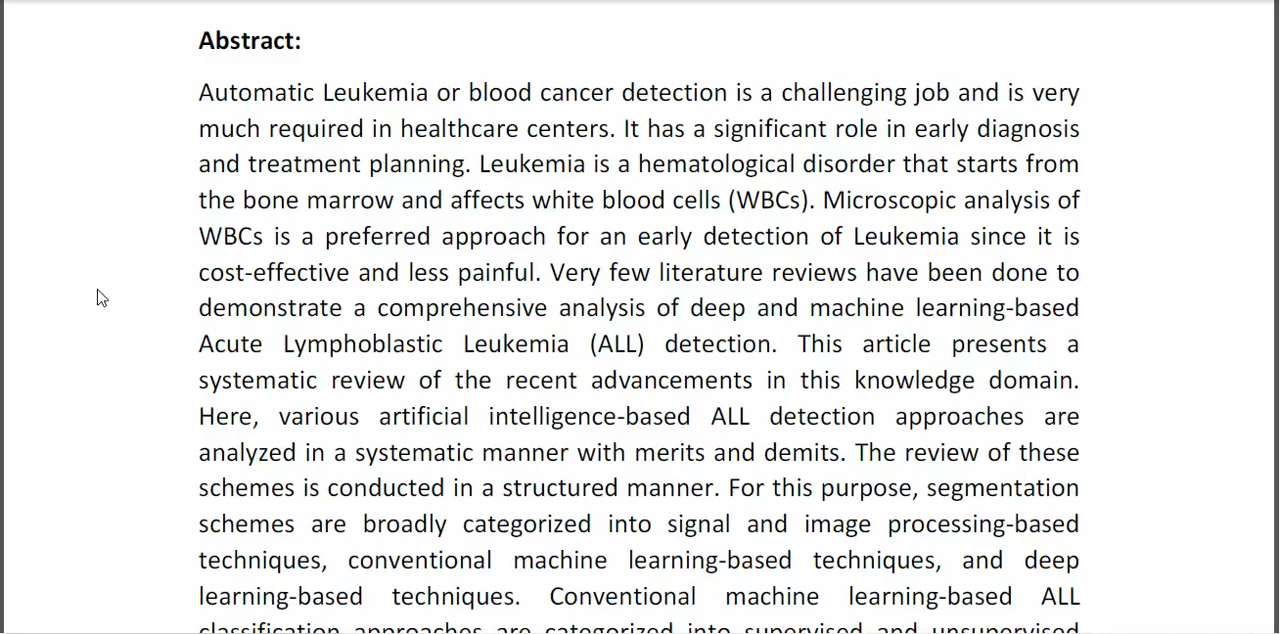 Abstract:
Automatic Leukemia or blood cancer detection is a challenging job and is very
much required in healthcare centers. It has a significant role in early diagnosis
and treatment planning. Leukemia is a hematological disorder that starts from
the bone marrow and affects white blood cells (WBCs). Microscopic analysis of
WBCs is a preferred approach for an early detection of Leukemia since it is
cost-effective and less painful. Very few literature reviews have been done to
demonstrate a comprehensive analysis of deep and machine learning-based
Acute Lymphoblastic Leukemia (ALL) detection. This article presents a
systematic review of the recent advancements in this knowledge domain.
Here, various artificial intelligence-based ALL detection approaches are
analyzed in a systematic manner with merits and demits. The review of these
schemes is conducted in a structured manner. For this purpose, segmentation
schemes are broadly categorized into signal and image processing-based
techniques, conventional machine learning-based techniques, and deep
learning-based techniques. Conventional machine learning-based ALL
classification approaches are categorized into supervised and unsupervised